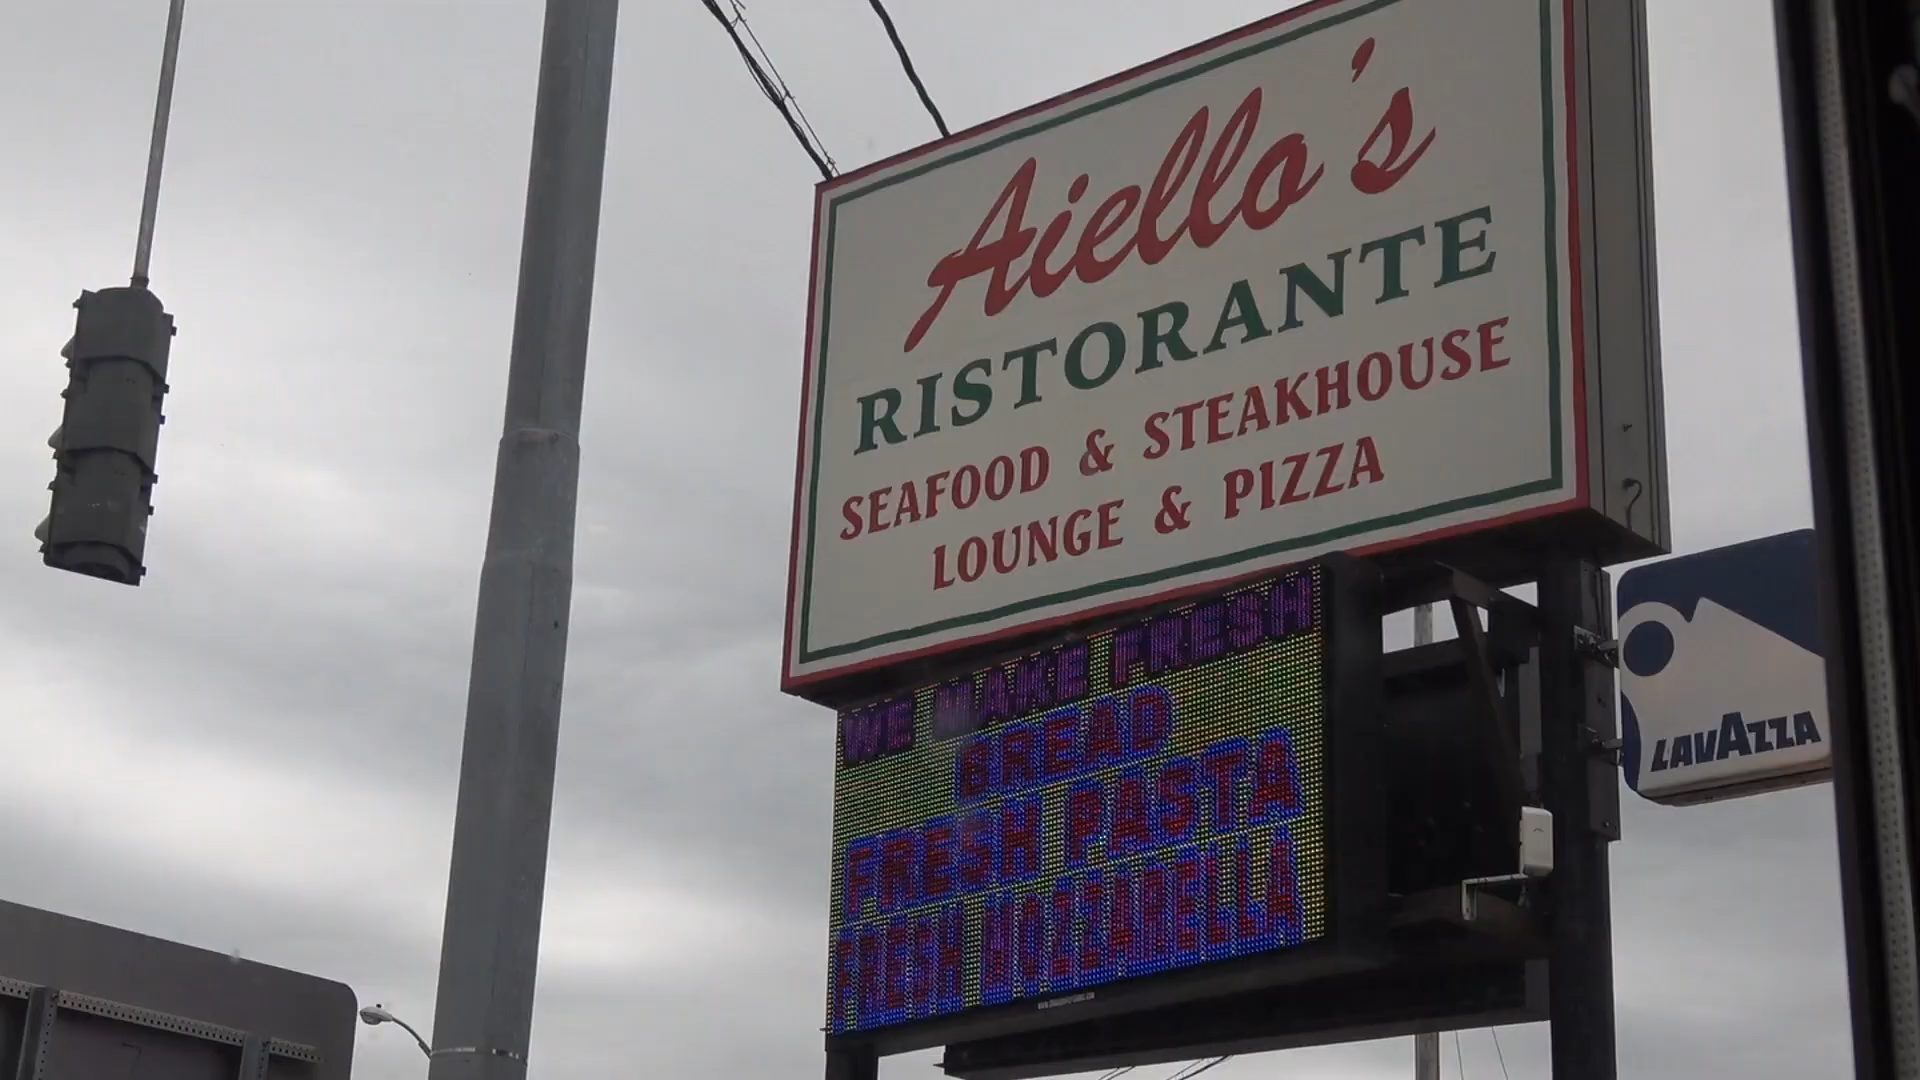 Aiello's
RISTORANTE
SEAFOOD & STEAKHOUSE
LOUNGE & PIZZA
WE MAKE FRESH
BREAD
FRESH PASTA
FRESH MOZZARELLA
LAVAZZA